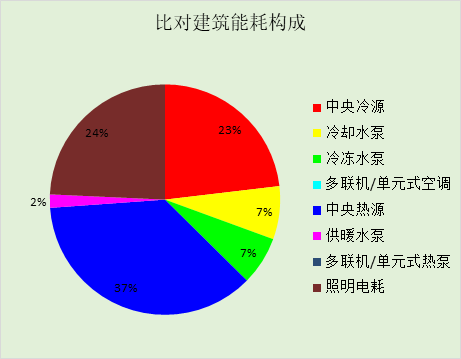 比对建筑能耗构成
23%
7%
7%
37%
2%
24%
中央冷源
冷却水泵
冷冻水泵
多联机/单元式空调
中央热源
供暖水泵
多联机/单元式热泵
照明电耗